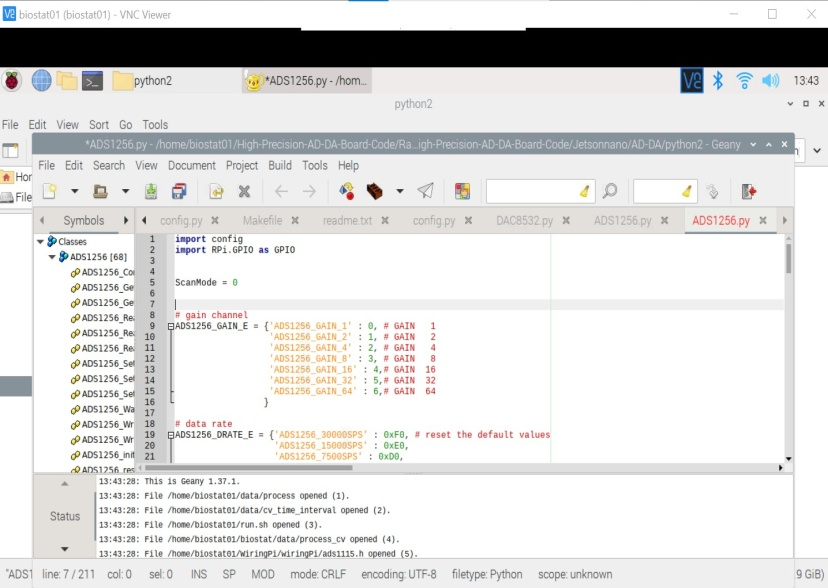 biostat01 (biostat01) - VNC Viewer
python2
*ADS1256.py - /hom...
13:43
python2
File Edit View Sort Go Tools
*ADS1256.py - /home/biostat01/High-Precision-AD-DA-Board-Code/Ra...igh-Precision-AD-DA-Board-Code/Jetsonnano/AD-DA/python2 - Geany
File Edit Search View Document Project Build Tools Help
Hor
File
Symbols
config.py Makefile readme.txt config.py DAC8532.py ADS1256.py ADS1256.py
Classes
ADS1256 [68]
ADS1256_Co
ADS1256_Ge
ADS1256_Ge
ADS1256_Rea
ADS1256_Rea
ADS1256_Rea
ADS1256_Set
ADS1256_Set
ADS1256_Set
ADS1256_Wa
ADS1256_Wr
ADS1256_Wr
ADS1256_init
ADS1256_res
1 import config
2 import RPi.GPIO as GPIO
3
4
5 ScanMode = 0
6
7
8 # gain channel
9 ADS1256_GAIN_E = {'ADS1256_GAIN_1' : 0, # GAIN 1
10 'ADS1256_GAIN_2' : 1, # GAIN 2
11 'ADS1256_GAIN_4' : 2, # GAIN 4
12 'ADS1256_GAIN_8' : 3, # GAIN 8
13 'ADS1256_GAIN_16' : 4,# GAIN 16
14 'ADS1256_GAIN_32' : 5,# GAIN 32
15 'ADS1256_GAIN_64' : 6,# GAIN 64
16 }
17
18 # data rate
19 ADS1256_DRATE_E = {'ADS1256_30000SPS' : 0xF0, # reset the default values
20 'ADS1256_15000SPS' : 0xE0,
21 'ADS1256_7500SPS' : 0xD0,
Status
13:43:28: This is Geany 1.37.1.
13:43:28: File /home/biostat01/data/process opened (1).
13:43:28: File /home/biostat01/data/cv_time_interval opened (2).
13:43:28: File /home/biostat01/run.sh opened (3).
13:43:28: File /home/biostat01/biostat/data/process_cv opened (4).
13:43:28: File /home/biostat01/WiringPi/wiringPi/ads1115.h opened (5).
"ADS1 line: 7 / 211 col: 0 sel: 0 INS SP MOD mode: CRLF encoding: UTF-8 filetype: Python scope: unknown 9 GiB)